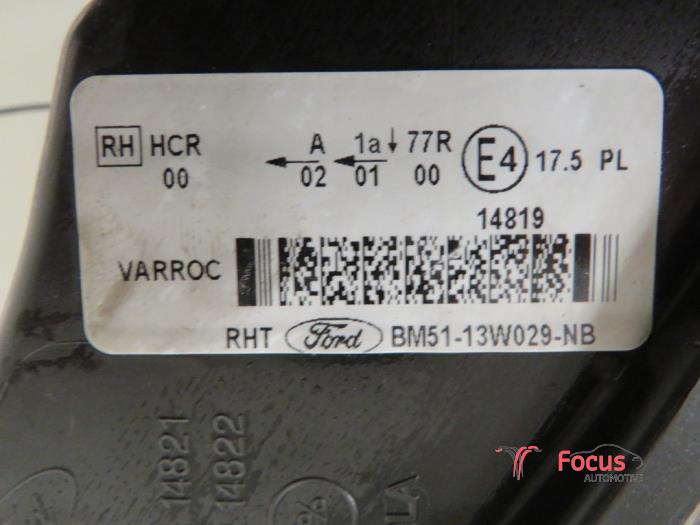 RH HCR A 1a ↓ 77R E4 17.5 PL
00 ← 02 ← 01 00
14819
VARROC
RHT Ford BM51-13W029-NB
14821
14822
Focus
AUTOMOTIVE